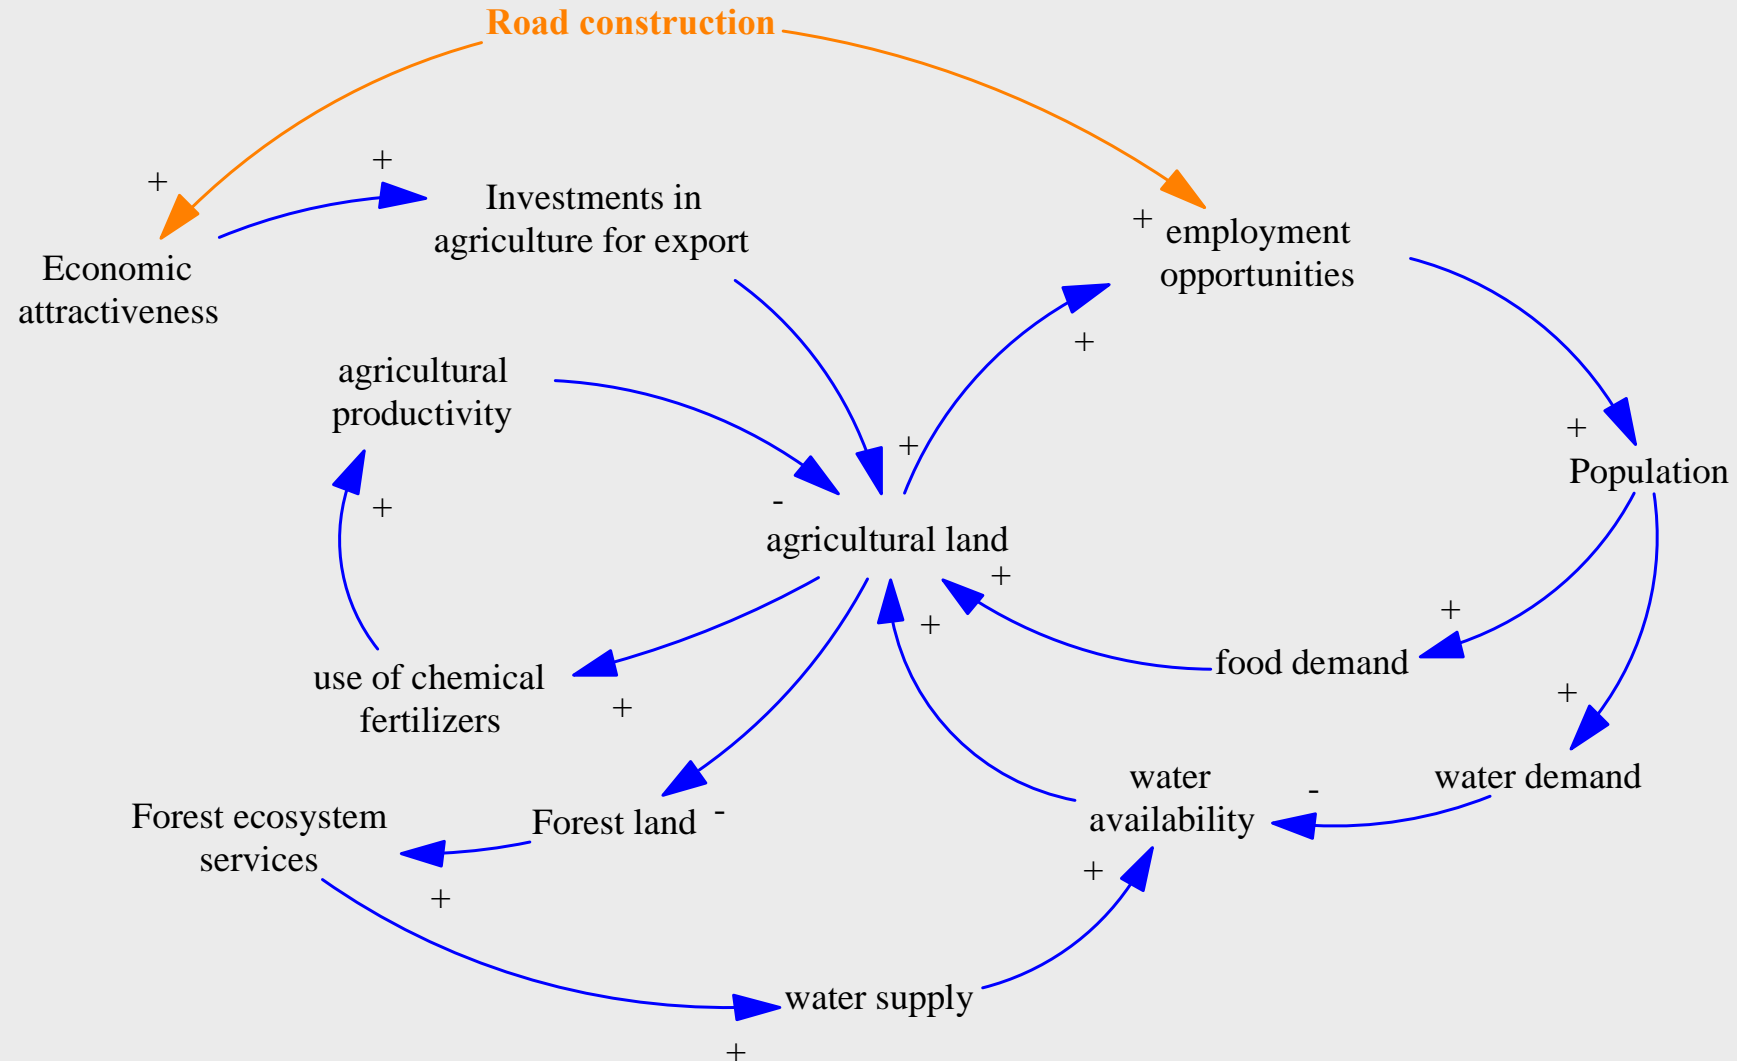 Road construction
+
+
Investments in
agriculture for export
+
employment
opportunities
Economic
attractiveness
+
agricultural
productivity
+
+
Population
+
-
agricultural land
+
+
+
food demand
use of chemical
fertilizers
+
+
water demand
water
availability
-
Forest ecosystem
services
Forest land
-
+
+
water supply
+